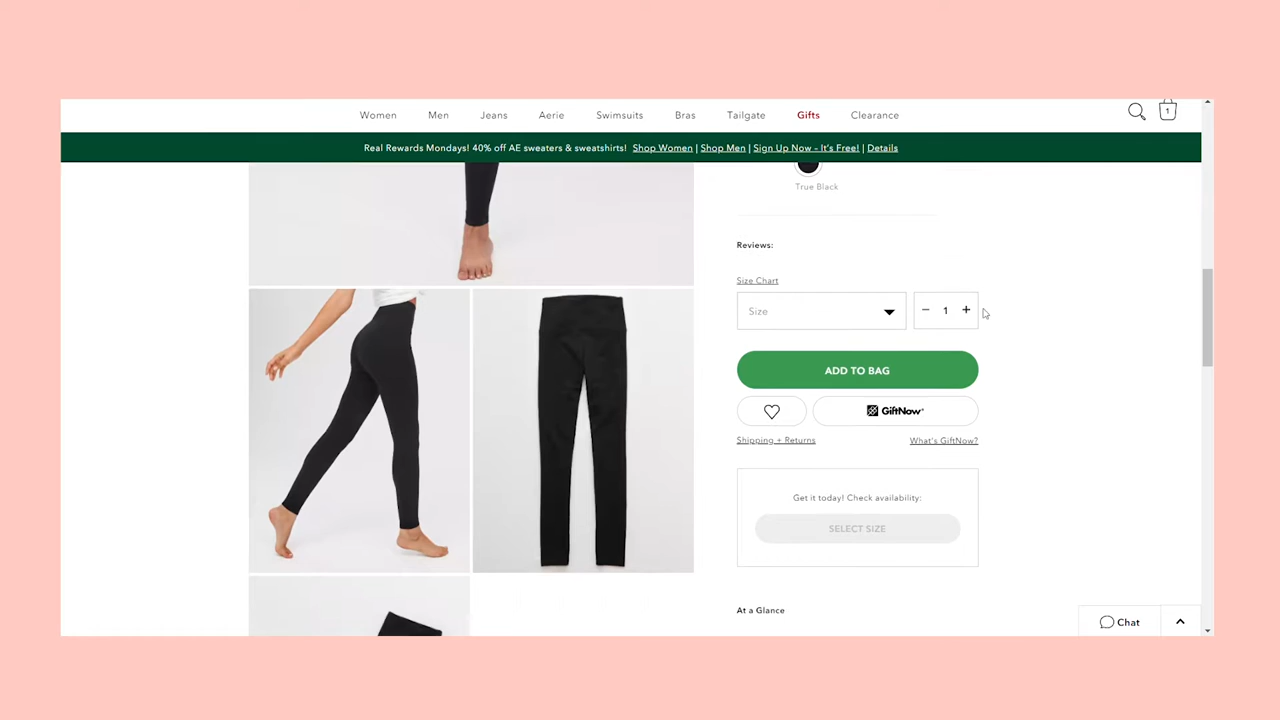 Women Men Jeans Aerie Swimsuits Bras Tailgate Gifts Clearance
1
Real Rewards Mondays! 40% off AE sweaters & sweatshirts! Shop Women | Shop Men | Sign Up Now – It's Free! | Details
True Black
Reviews:
Size Chart
Size
− 1 +
ADD TO BAG
GiftNow®
Shipping + Returns
What's GiftNow?
Get it today! Check availability:
SELECT SIZE
At a Glance
Chat